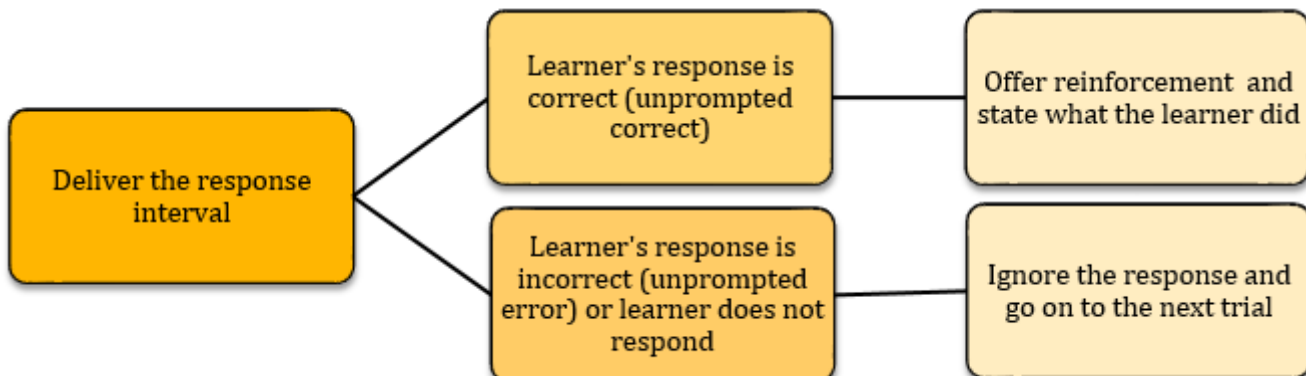 Deliver the response
interval
Learner's response is
correct (unprompted
correct)
Offer reinforcement and
state what the learner did
Learner's response is
incorrect (unprompted
error) or learner does not
respond
Ignore the response and
go on to the next trial